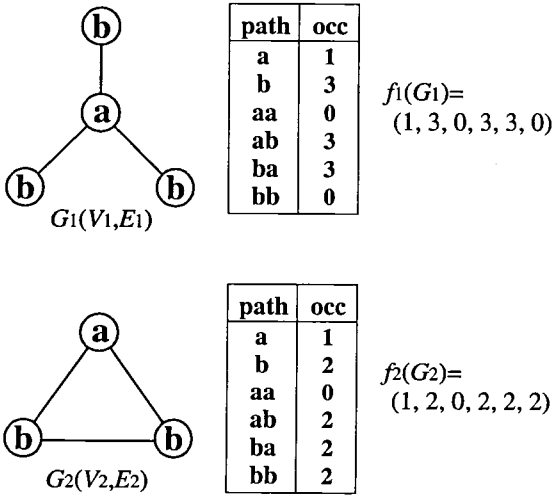 b
a
b b
G1(V1,E1)
path occ
a 1
b 3
aa 0
ab 3
ba 3
bb 0
f1(G1)=
(1, 3, 0, 3, 3, 0)
a
b b
G2(V2,E2)
path occ
a 1
b 2
aa 0
ab 2
ba 2
bb 2
f2(G2)=
(1, 2, 0, 2, 2, 2)